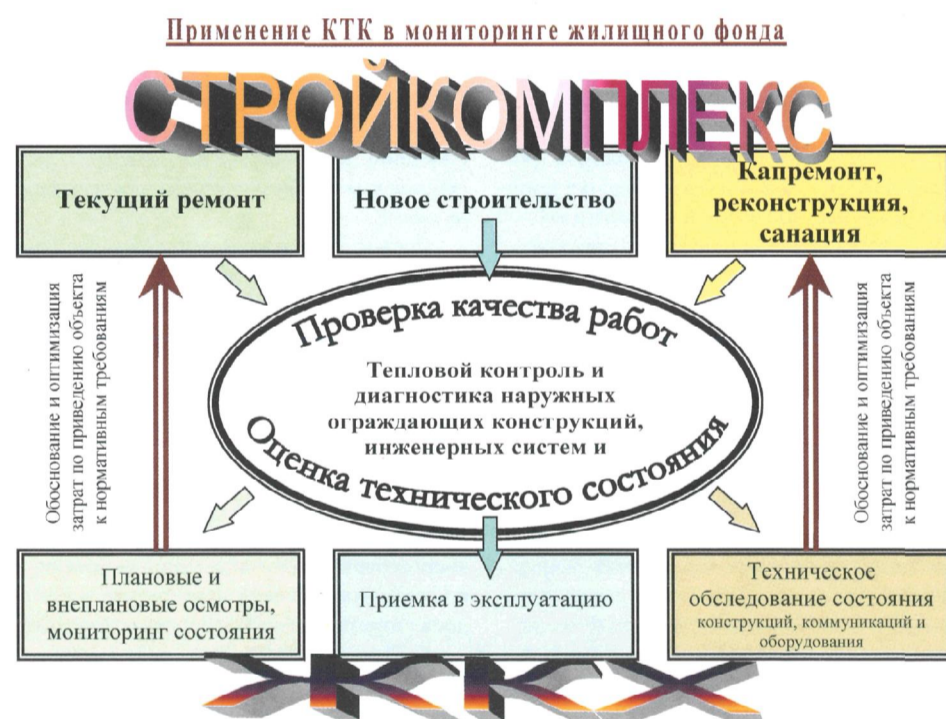 Применение КТК в мониторинге жилищного фонда
СТРОЙКОМПЛЕКС
Текущий ремонт
Новое строительство
Капремонт,
реконструкция,
санация
Обоснование и оптимизация
затрат по приведению объекта
к нормативным требованиям
Проверка качества работ
Тепловой контроль и
диагностика наружных
ограждающих конструкций,
инженерных систем и
Оценка технического состояния
Обоснование и оптимизация
затрат по приведению объекта
к нормативным требованиям
Плановые и
внеплановые осмотры,
мониторинг состояния
Приемка в эксплуатацию
Техническое
обследование состояния
конструкций, коммуникаций и
оборудования
ЖКХ